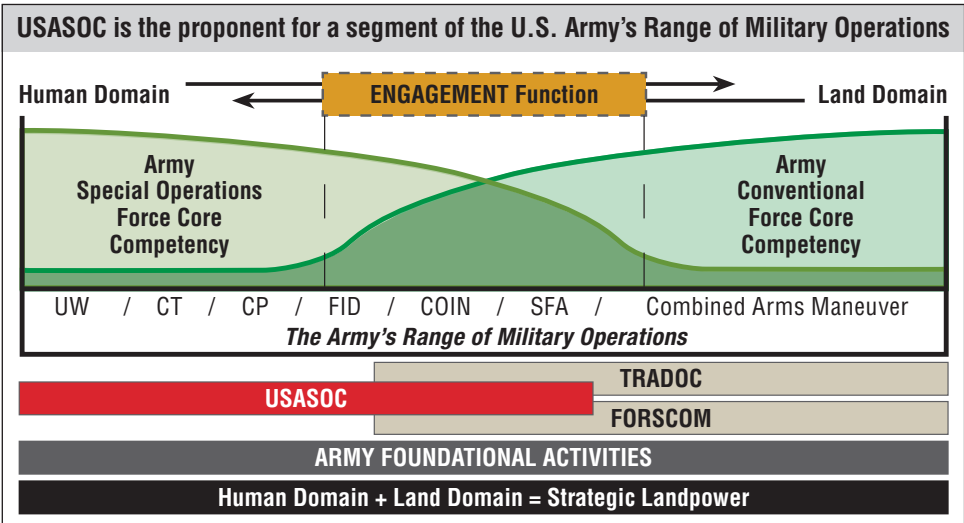 USASOC is the proponent for a segment of the U.S. Army’s Range of Military Operations
Human Domain
ENGAGEMENT Function
Land Domain
Army
Special Operations
Force Core
Competency
Army
Conventional
Force Core
Competency
UW / CT / CP / FID / COIN / SFA / Combined Arms Maneuver
The Army’s Range of Military Operations
TRADOC
USASOC
FORSCOM
ARMY FOUNDATIONAL ACTIVITIES
Human Domain + Land Domain = Strategic Landpower